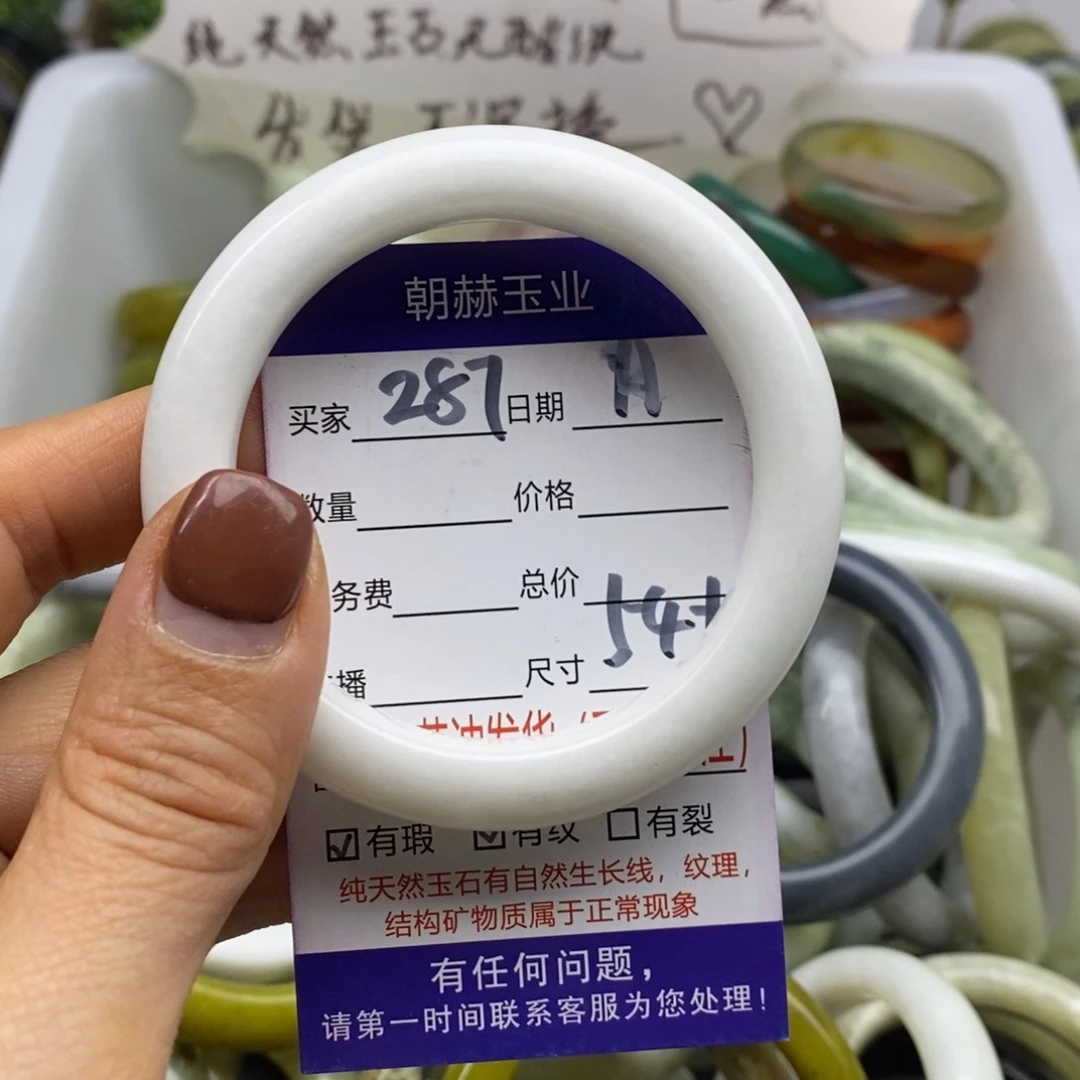 纯天然玉石无酸洗
朝赫玉业
买家 287 日期 A
数量 价格
务费 总价
播 尺寸 54.1
☑有瑕 ☑有纹 ☐有裂
纯天然玉石有自然生长线，纹理，
结构矿物质属于正常现象
有任何问题，
请第一时间联系客服为您处理！